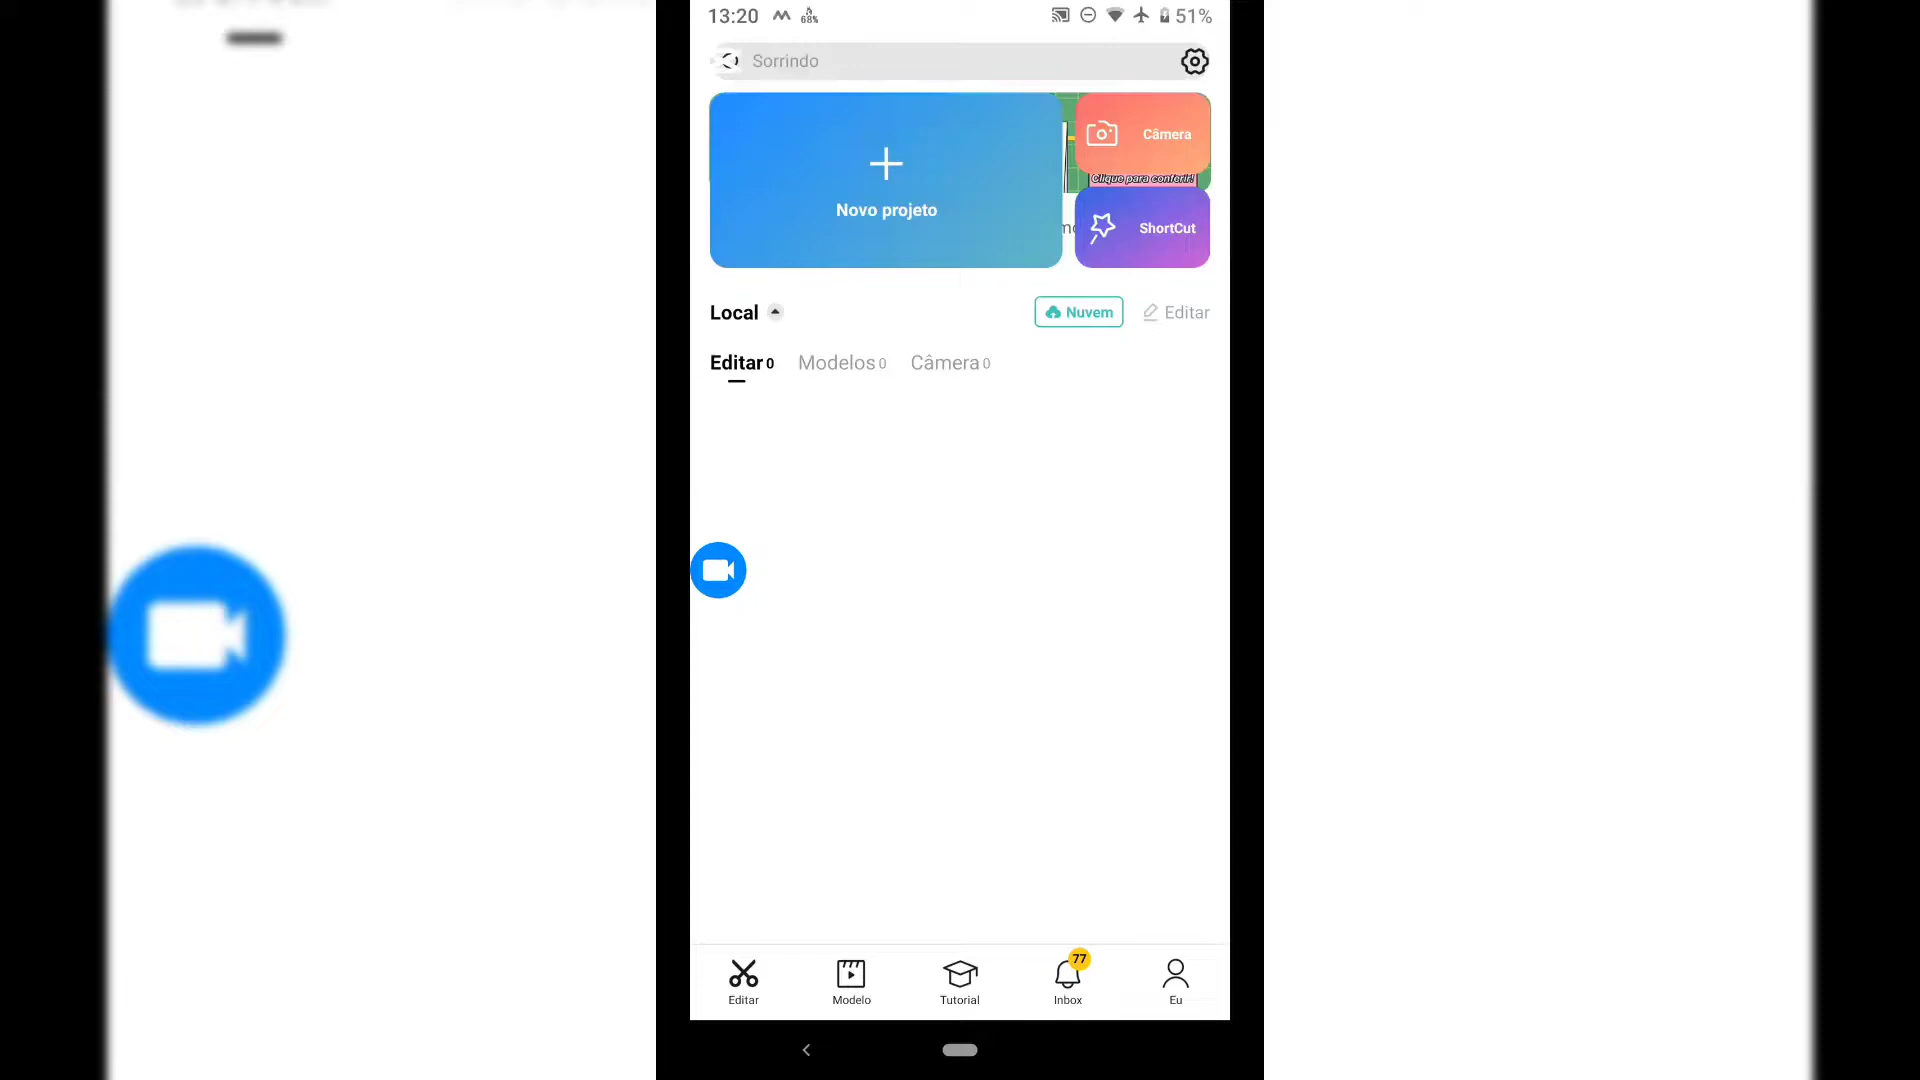 13:20 68% 51%
Sorrindo
Câmera
Clique para conferir!
Novo projeto
ShortCut
Local
Nuvem
Editar
Editar 0 Modelos 0 Câmera 0
77
Editar Modelo Tutorial Inbox Eu